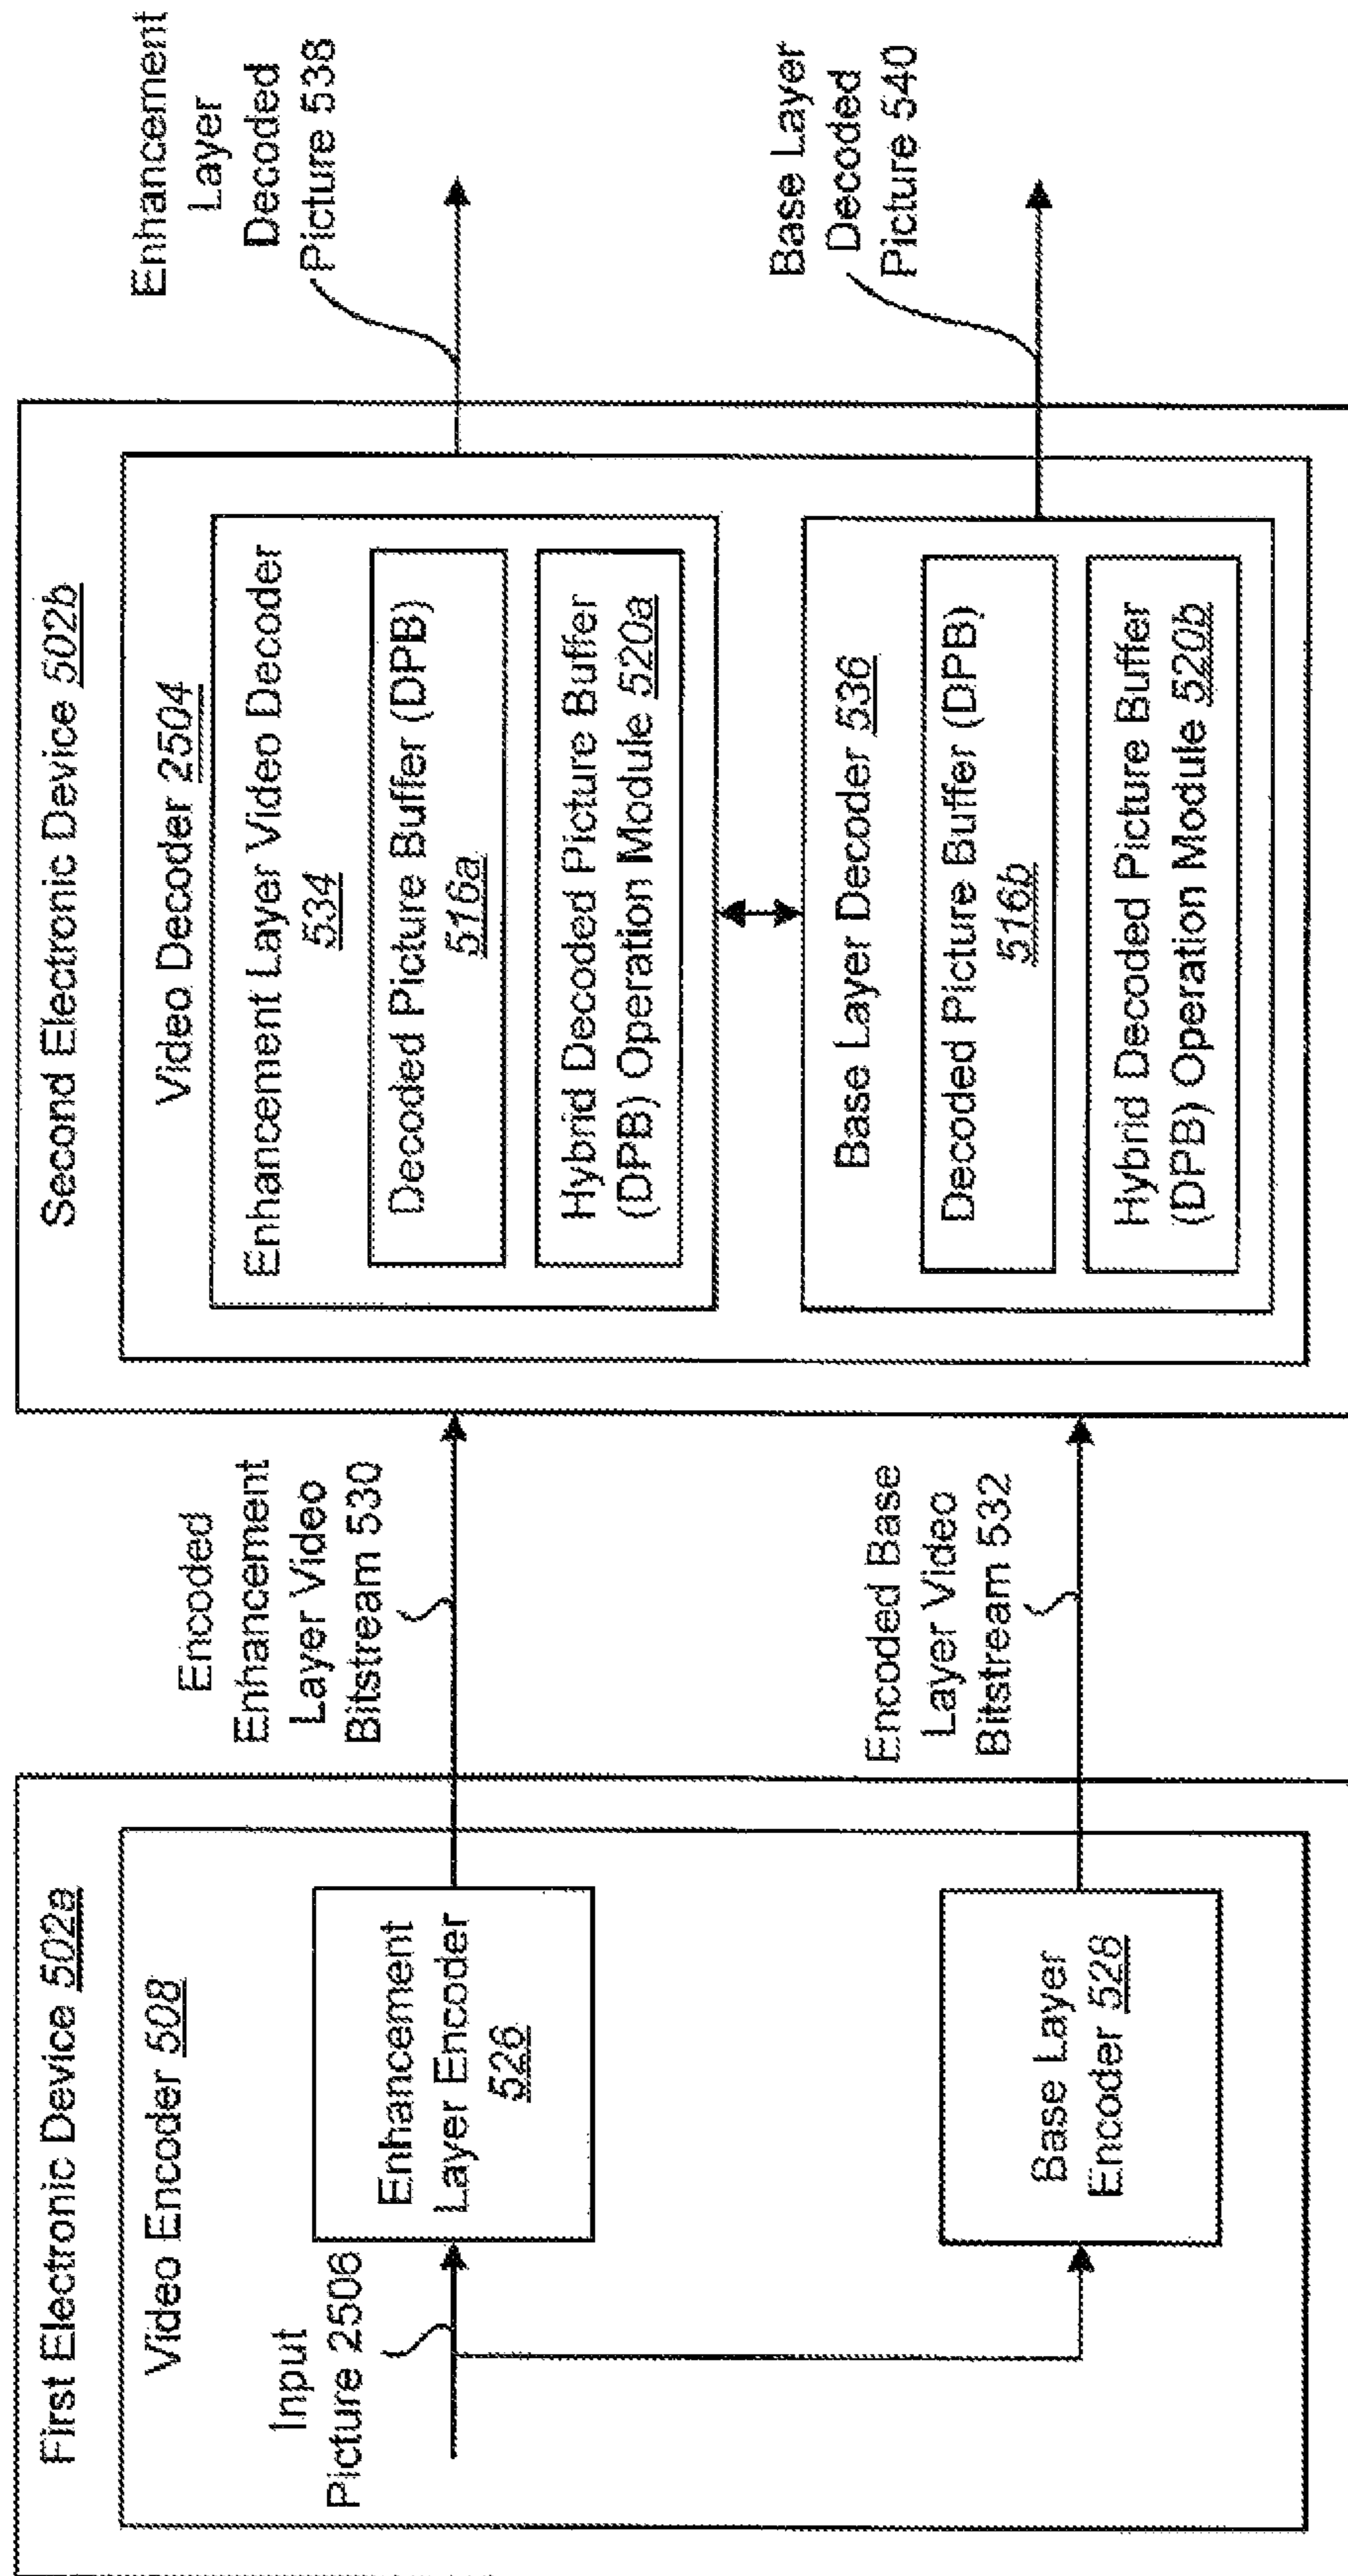 First Electronic Device 502a
Video Encoder 508
Input
Picture 2506
Enhancement
Layer Encoder
526
Base Layer
Encoder 528
Encoded
Enhancement
Layer Video
Bitstream 530
Encoded Base
Layer Video
Bitstream 532
Second Electronic Device 502b
Video Decoder 2504
Enhancement Layer Video Decoder
534
Decoded Picture Buffer (DPB)
516a
Hybrid Decoded Picture Buffer
(DPB) Operation Module 520a
Base Layer Decoder 536
Decoded Picture Buffer (DPB)
516b
Hybrid Decoded Picture Buffer
(DPB) Operation Module 520b
Enhancement
Layer
Decoded
Picture 538
Base Layer
Decoded
Picture 540